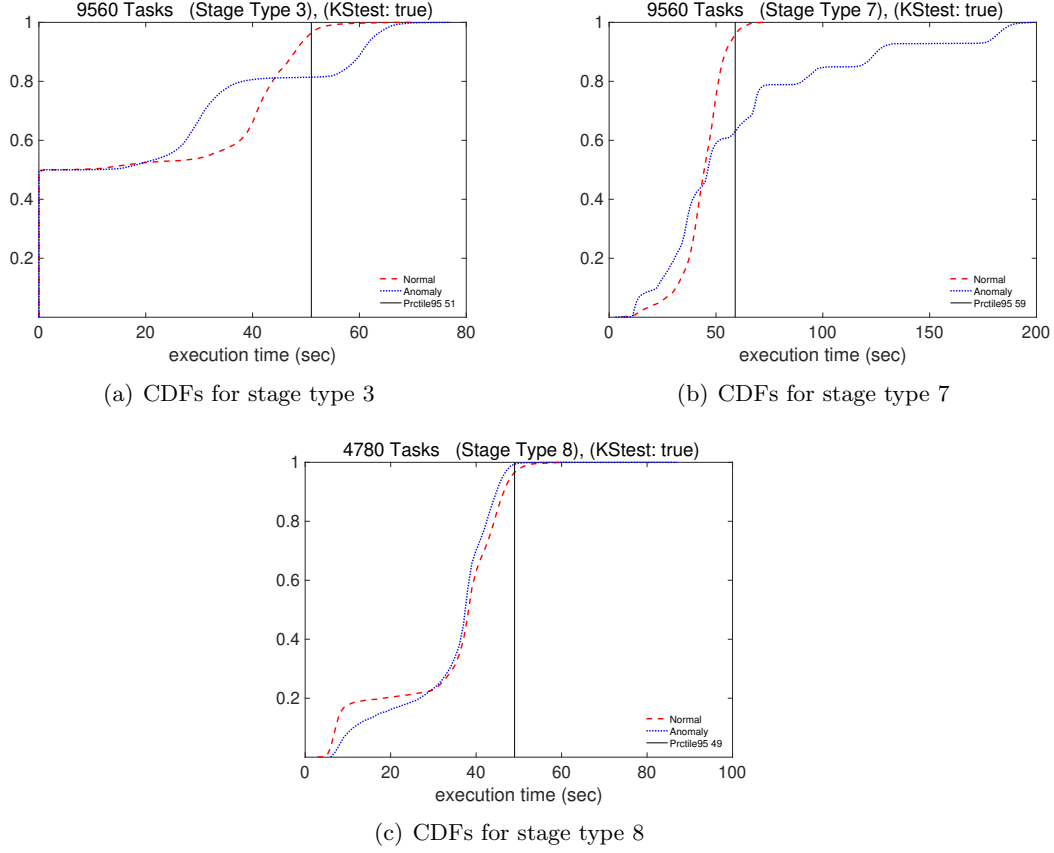 9560 Tasks (Stage Type 3), (KStest: true)
1
0.8
0.6
0.4
0.2
Normal
Anomaly
Prctile95 51
0 20 40 60 80
execution time (sec)
(a) CDFs for stage type 3
9560 Tasks (Stage Type 7), (KStest: true)
1
0.8
0.6
0.4
0.2
Normal
Anomaly
Prctile95 59
0 50 100 150 200
execution time (sec)
(b) CDFs for stage type 7
4780 Tasks (Stage Type 8), (KStest: true)
1
0.8
0.6
0.4
0.2
Normal
Anomaly
Prctile95 49
0 20 40 60 80 100
execution time (sec)
(c) CDFs for stage type 8